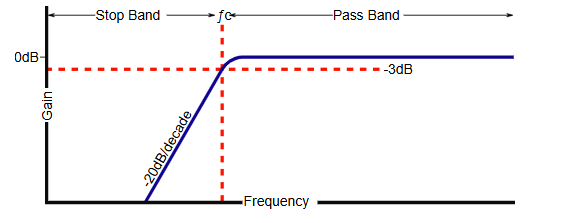 Stop Band
ƒc
Pass Band
0dB
-3dB
Gain
-20dB/decade
Frequency